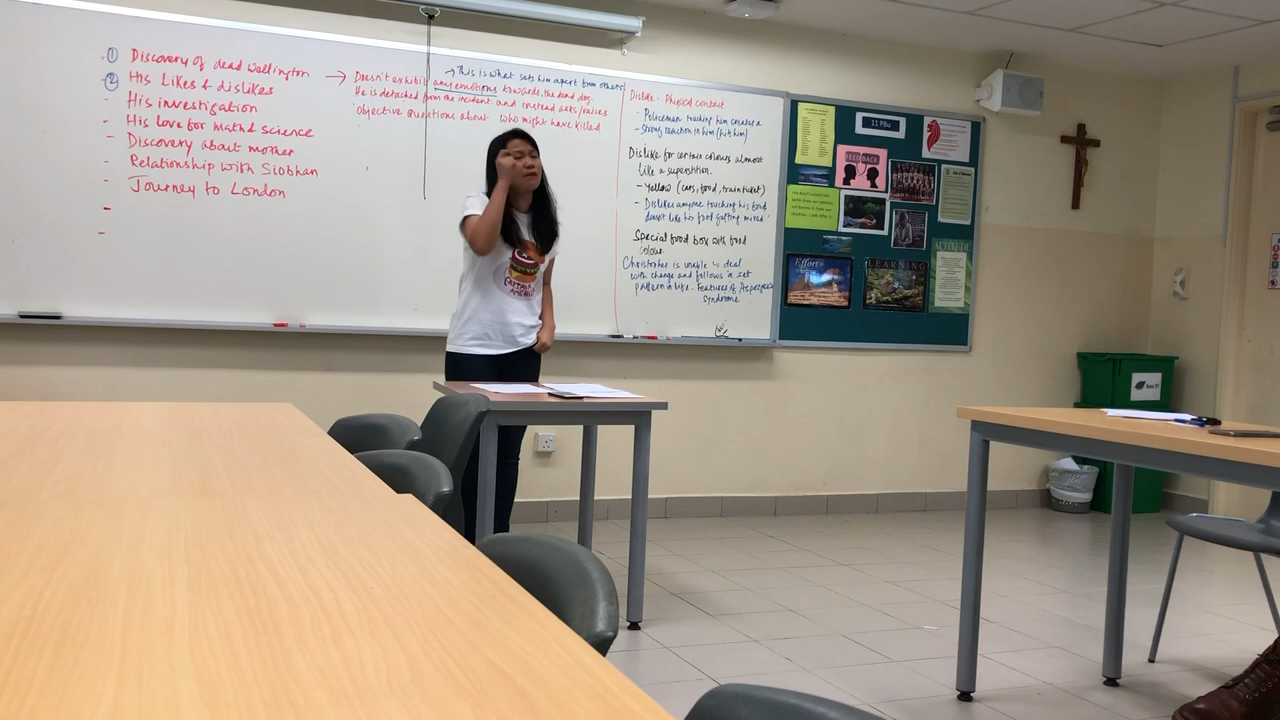 ① Discovery of dead Wellington
② His Likes & dislikes
- His investigation
- His love for math & science
- Discovery about mother
- Relationship with Siobhan
- Journey to London
-
-
→ Doesn't exhibit any emotions towards the dead dog.
→ This is what sets him apart from others
He is detached from the incident and instead asks/raises
objective questions about who might have killed
Dislike - Physical contact
- Policeman touching him creates a
- strong reaction in him (hit him)
Dislike for certain colours almost
like a superstition.
- Yellow (cars, food, train ticket)
- Dislikes anyone touching his food
doesn't like his food getting mixed.
Special food box with food
colour.
Christopher is unable to deal
with change and follows a set
pattern in life. Features of Asperger's
syndrome.
CAPTAIN
AMERICA
11 PBu
FEEDBACK
Effort
LEARNING
ATTITUDE